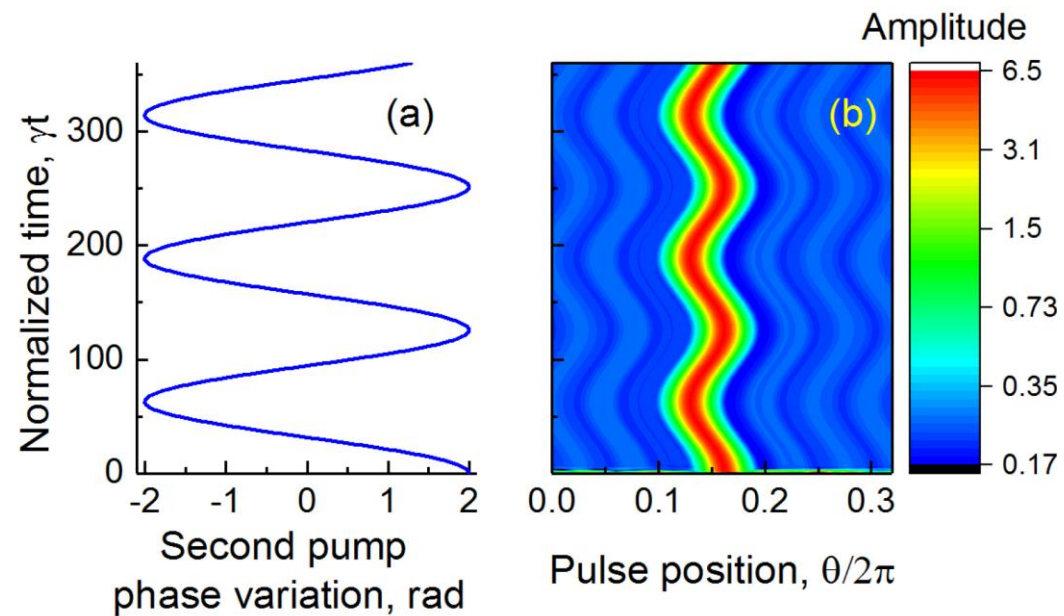 Amplitude
(a)
(b)
Normalized time, γt
300
200
100
0
-2 -1 0 1 2
Second pump
phase variation, rad
0.0 0.1 0.2 0.3
Pulse position, θ/2π
6.5
3.1
1.5
0.73
0.35
0.17